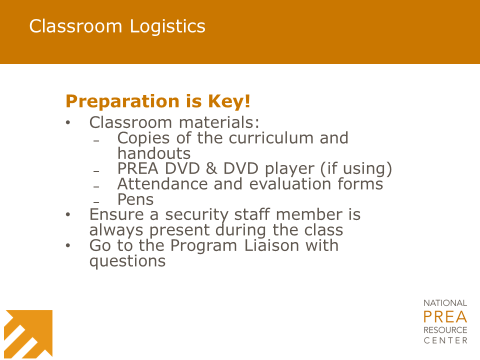 Classroom Logistics
Preparation is Key!
• Classroom materials:
– Copies of the curriculum and
handouts
– PREA DVD & DVD player (if using)
– Attendance and evaluation forms
– Pens
• Ensure a security staff member is
always present during the class
• Go to the Program Liaison with
questions
NATIONAL
PREA
RESOURCE
CENTER